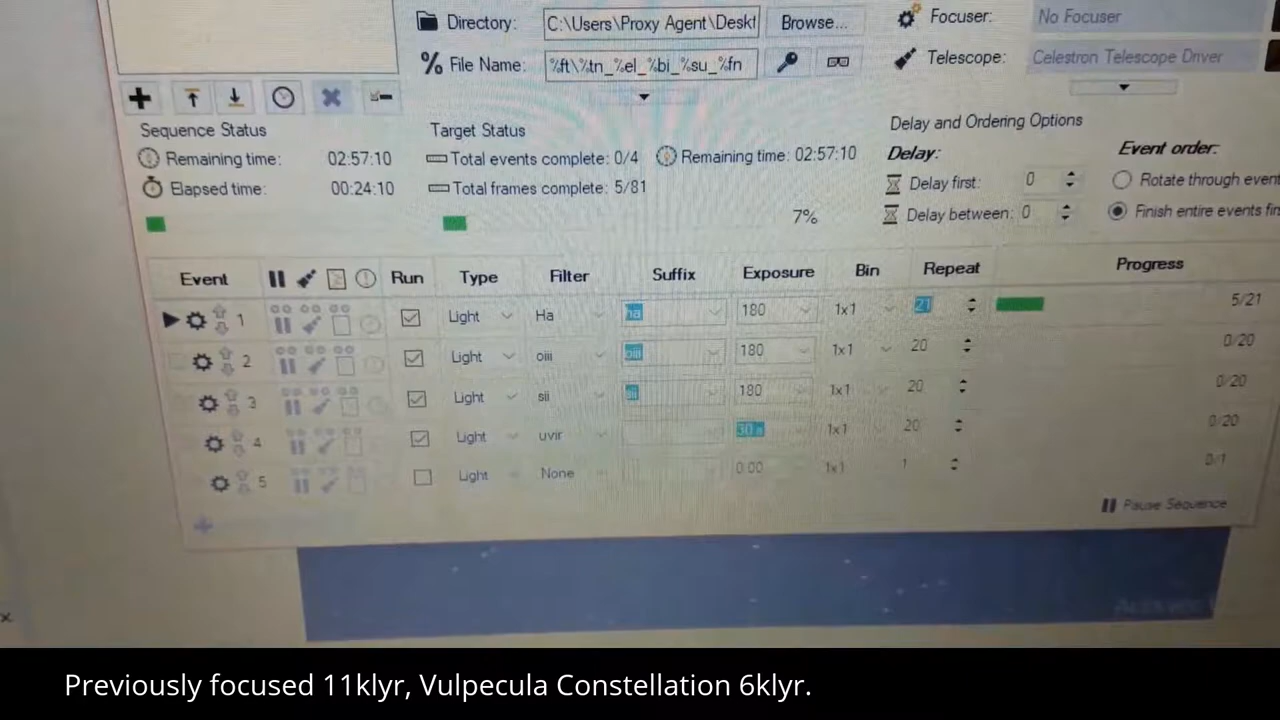 Directory: C:\Users\Proxy Agent\Deskt Browse... Focuser: No Focuser
% File Name: %ft\%tn_%el_%bi_%su_%fn Telescope: Celestron Telescope Driver
Sequence Status Target Status Delay and Ordering Options
Remaining time: 02:57:10 Total events complete: 0/4 Remaining time: 02:57:10 Delay: Event order:
Elapsed time: 00:24:10 Total frames complete: 5/81 Delay first: 0 Rotate through event
7% Delay between: 0 Finish entire events fir
Event Run Type Filter Suffix Exposure Bin Repeat Progress
1 Light Ha ha 180 1x1 21 5/21
2 Light oiii oiii 180 1x1 20 0/20
3 Light sii sii 180 1x1 20 0/20
4 Light uvir 30 s 1x1 20 0/20
5 Light None 0.00 1x1 1 0/1
Pause Sequence
Previously focused 11klyr, Vulpecula Constellation 6klyr.